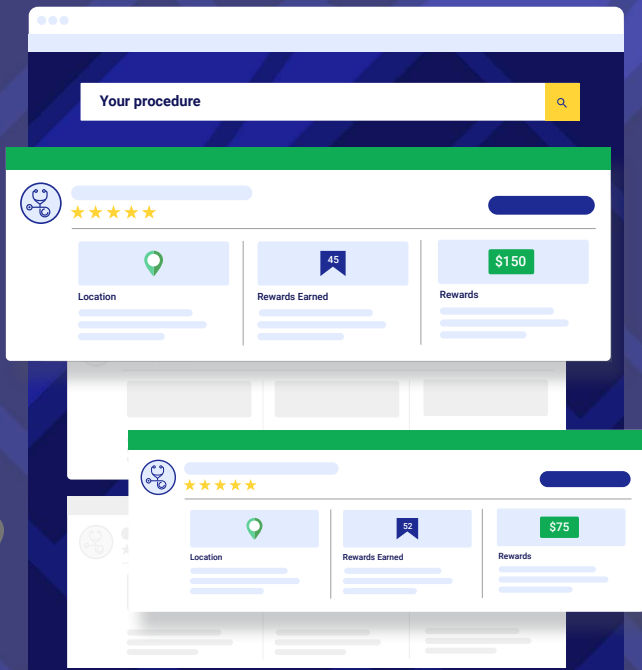 Your procedure
45
$150
Location
Rewards Earned
Rewards
52
$75
Location
Rewards Earned
Rewards